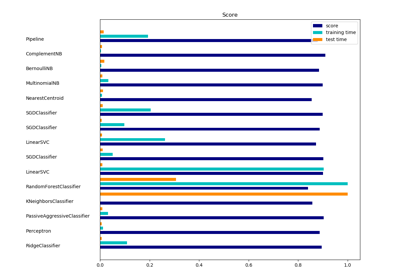 Score
score
training time
test time
Pipeline
ComplementNB
BernoulliNB
MultinomialNB
NearestCentroid
SGDClassifier
SGDClassifier
LinearSVC
SGDClassifier
LinearSVC
RandomForestClassifier
KNeighborsClassifier
PassiveAggressiveClassifier
Perceptron
RidgeClassifier
0.0 0.2 0.4 0.6 0.8 1.0